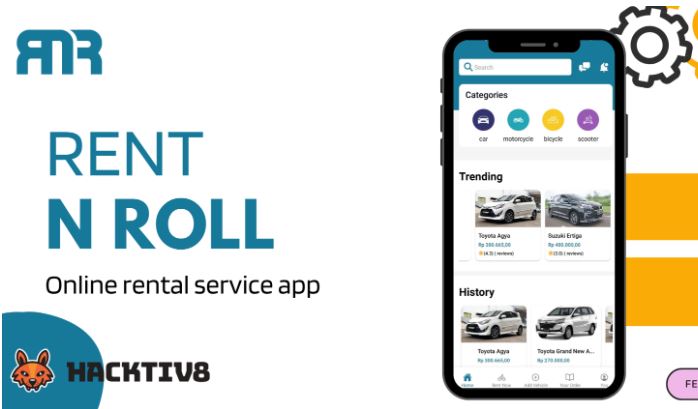 RNR
RENT
N ROLL
Online rental service app
HACKTIV8
Search
Categories
car motorcycle bicycle scooter
Trending
Toyota Agya Suzuki Ertiga
Rp 300.665,00 Rp 400.000,00
(4.3) ( reviews) (5.0) ( reviews)
History
Toyota Agya Toyota Grand New A...
Rp 300.665,00 Rp 270.000,00
Home Rent Now Add Vehicle Your Order
FE